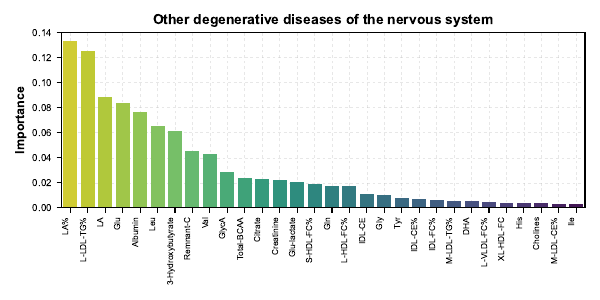 Other degenerative diseases of the nervous system
Importance
0.14
0.12
0.10
0.08
0.06
0.04
0.02
0.00
LA%
L-LDL-TG%
LA
Glu
Albumin
Leu
3-Hydroxybutyrate
Remnant-C
Val
GlycA
Total-BCAA
Citrate
Creatinine
Glu-lactate
S-HDL-FC%
Gln
L-HDL-FC%
IDL-CE
Gly
Tyr
IDL-CE%
IDL-FC%
M-LDL-TG%
DHA
L-VLDL-FC%
XL-HDL-FC
His
Cholines
M-LDL-CE%
Ile